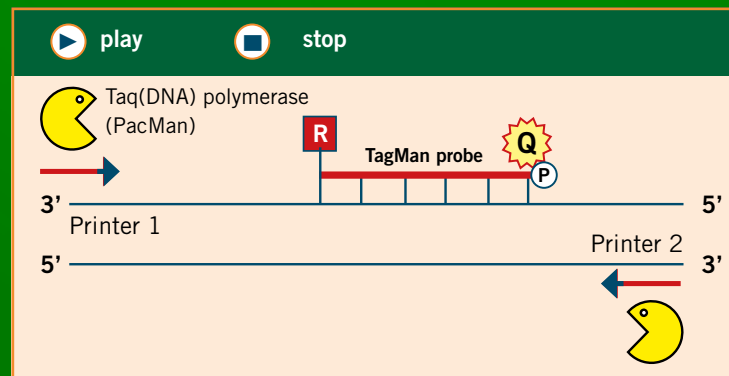 play stop
Taq(DNA) polymerase
(PacMan)
R
Q
TagMan probe
P
3’ 5’
Printer 1
Printer 2
5’ 3’